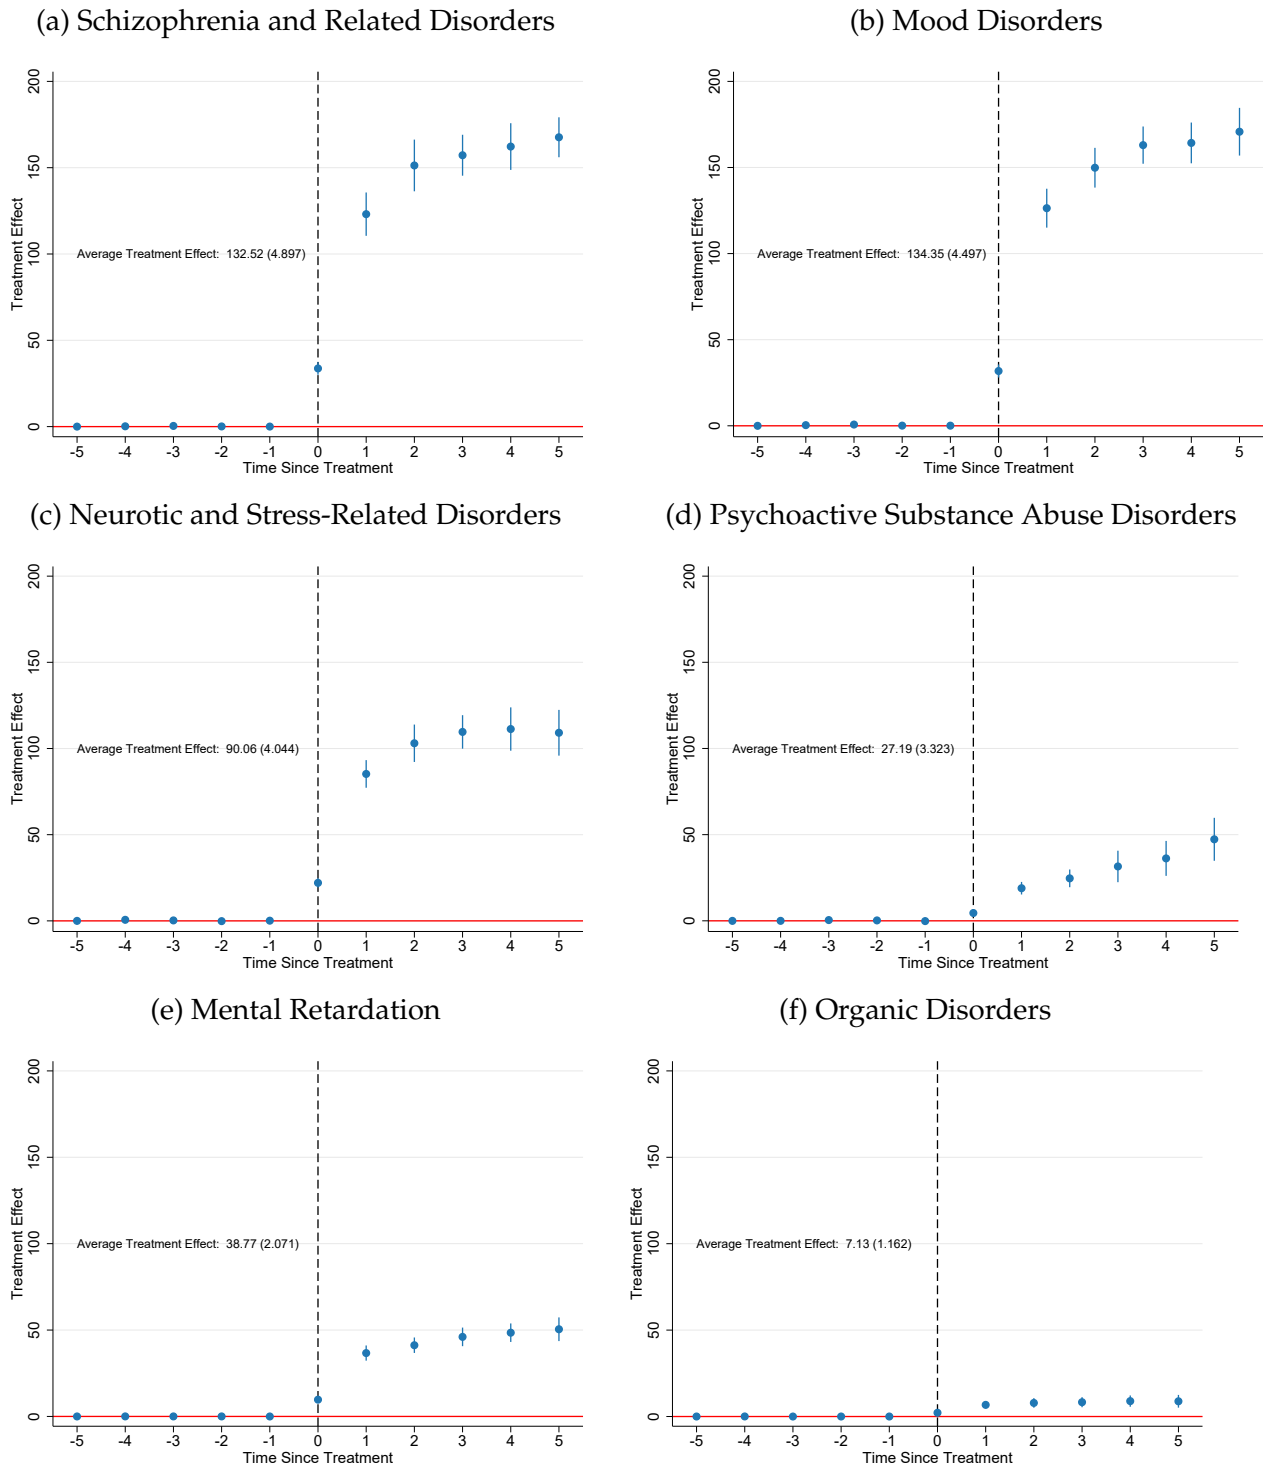 (a) Schizophrenia and Related Disorders
Treatment Effect
200
150
100
50
0
Average Treatment Effect: 132.52 (4.897)
-5 -4 -3 -2 -1 0 1 2 3 4 5
Time Since Treatment
(b) Mood Disorders
Treatment Effect
200
150
100
50
0
Average Treatment Effect: 134.35 (4.497)
-5 -4 -3 -2 -1 0 1 2 3 4 5
Time Since Treatment
(c) Neurotic and Stress-Related Disorders
Treatment Effect
200
150
100
50
0
Average Treatment Effect: 90.06 (4.044)
-5 -4 -3 -2 -1 0 1 2 3 4 5
Time Since Treatment
(d) Psychoactive Substance Abuse Disorders
Treatment Effect
200
150
100
50
0
Average Treatment Effect: 27.19 (3.323)
-5 -4 -3 -2 -1 0 1 2 3 4 5
Time Since Treatment
(e) Mental Retardation
Treatment Effect
200
150
100
50
0
Average Treatment Effect: 38.77 (2.071)
-5 -4 -3 -2 -1 0 1 2 3 4 5
Time Since Treatment
(f) Organic Disorders
Treatment Effect
200
150
100
50
0
Average Treatment Effect: 7.13 (1.162)
-5 -4 -3 -2 -1 0 1 2 3 4 5
Time Since Treatment